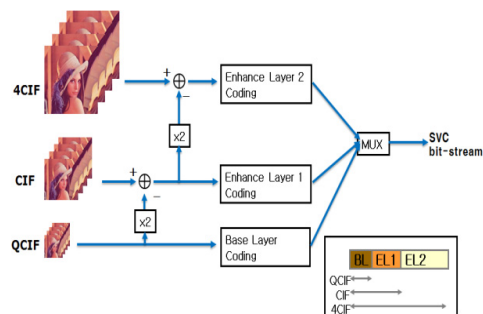 4CIF
+
−
Enhance Layer 2
Coding
x2
CIF
+
−
Enhance Layer 1
Coding
MUX
SVC
bit-stream
x2
QCIF
Base Layer
Coding
BL EL1 EL2
QCIF
CIF
4CIF